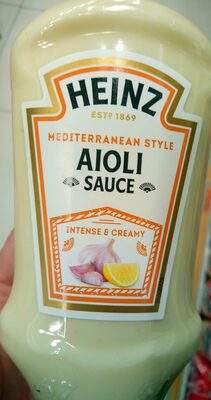 HEINZ
ESTD 1869
MEDITERRANEAN STYLE
AIOLI
SAUCE
INTENSE & CREAMY